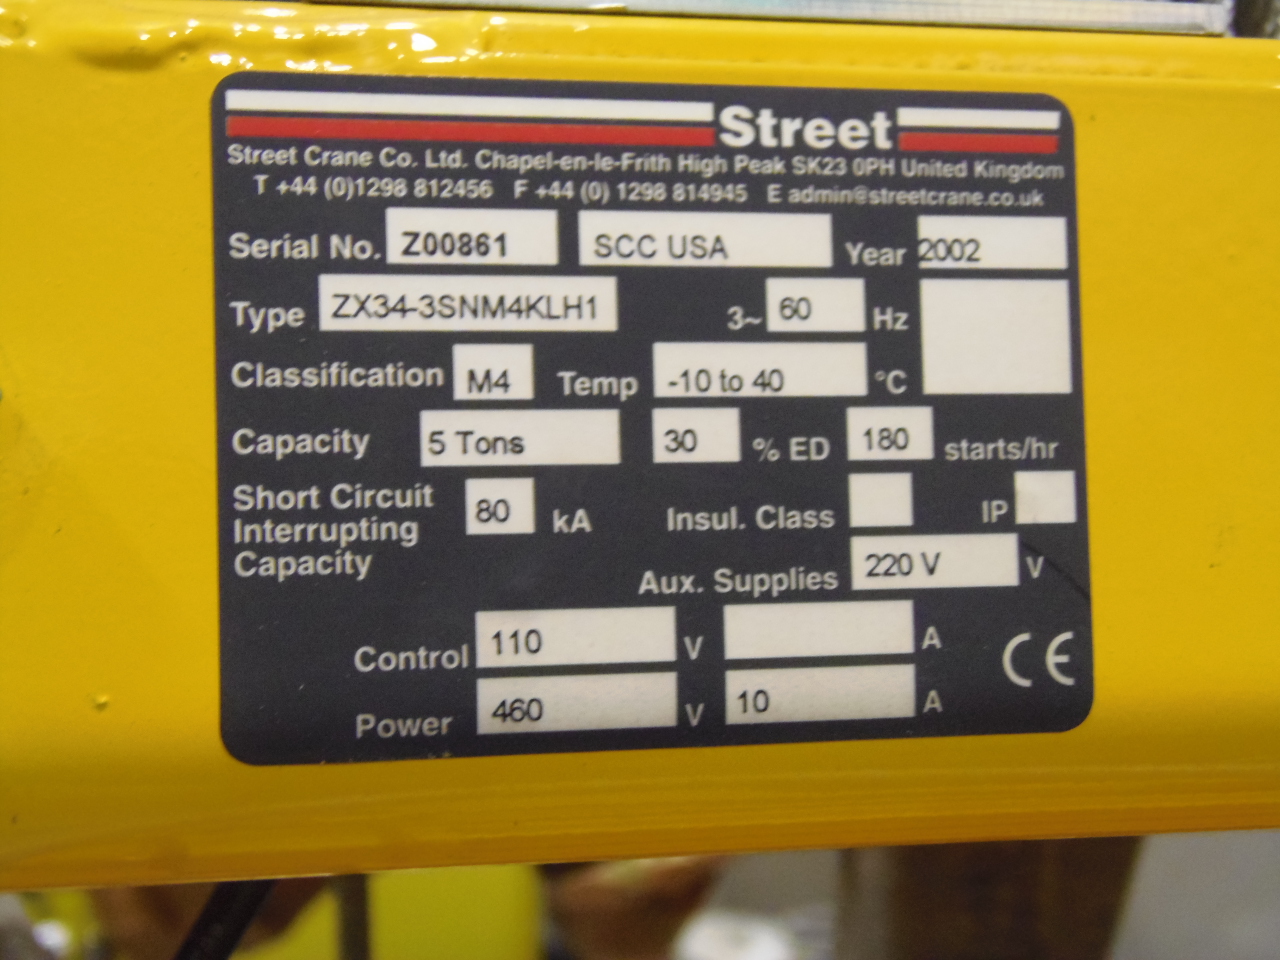 Street
Street Crane Co. Ltd. Chapel-en-le-Frith High Peak SK23 0PH United Kingdom
T +44 (0)1298 812456 F +44 (0) 1298 814945 E admin@streetcrane.co.uk
Serial No. Z00861 SCC USA Year 2002
Type ZX34-3SNM4KLH1 3~ 60 Hz
Classification M4 Temp -10 to 40 °C
Capacity 5 Tons 30 % ED 180 starts/hr
Short Circuit
Interrupting
Capacity 80 kA Insul. Class IP
Aux. Supplies 220 V V
Control 110 V A
Power 460 V 10 A
CE